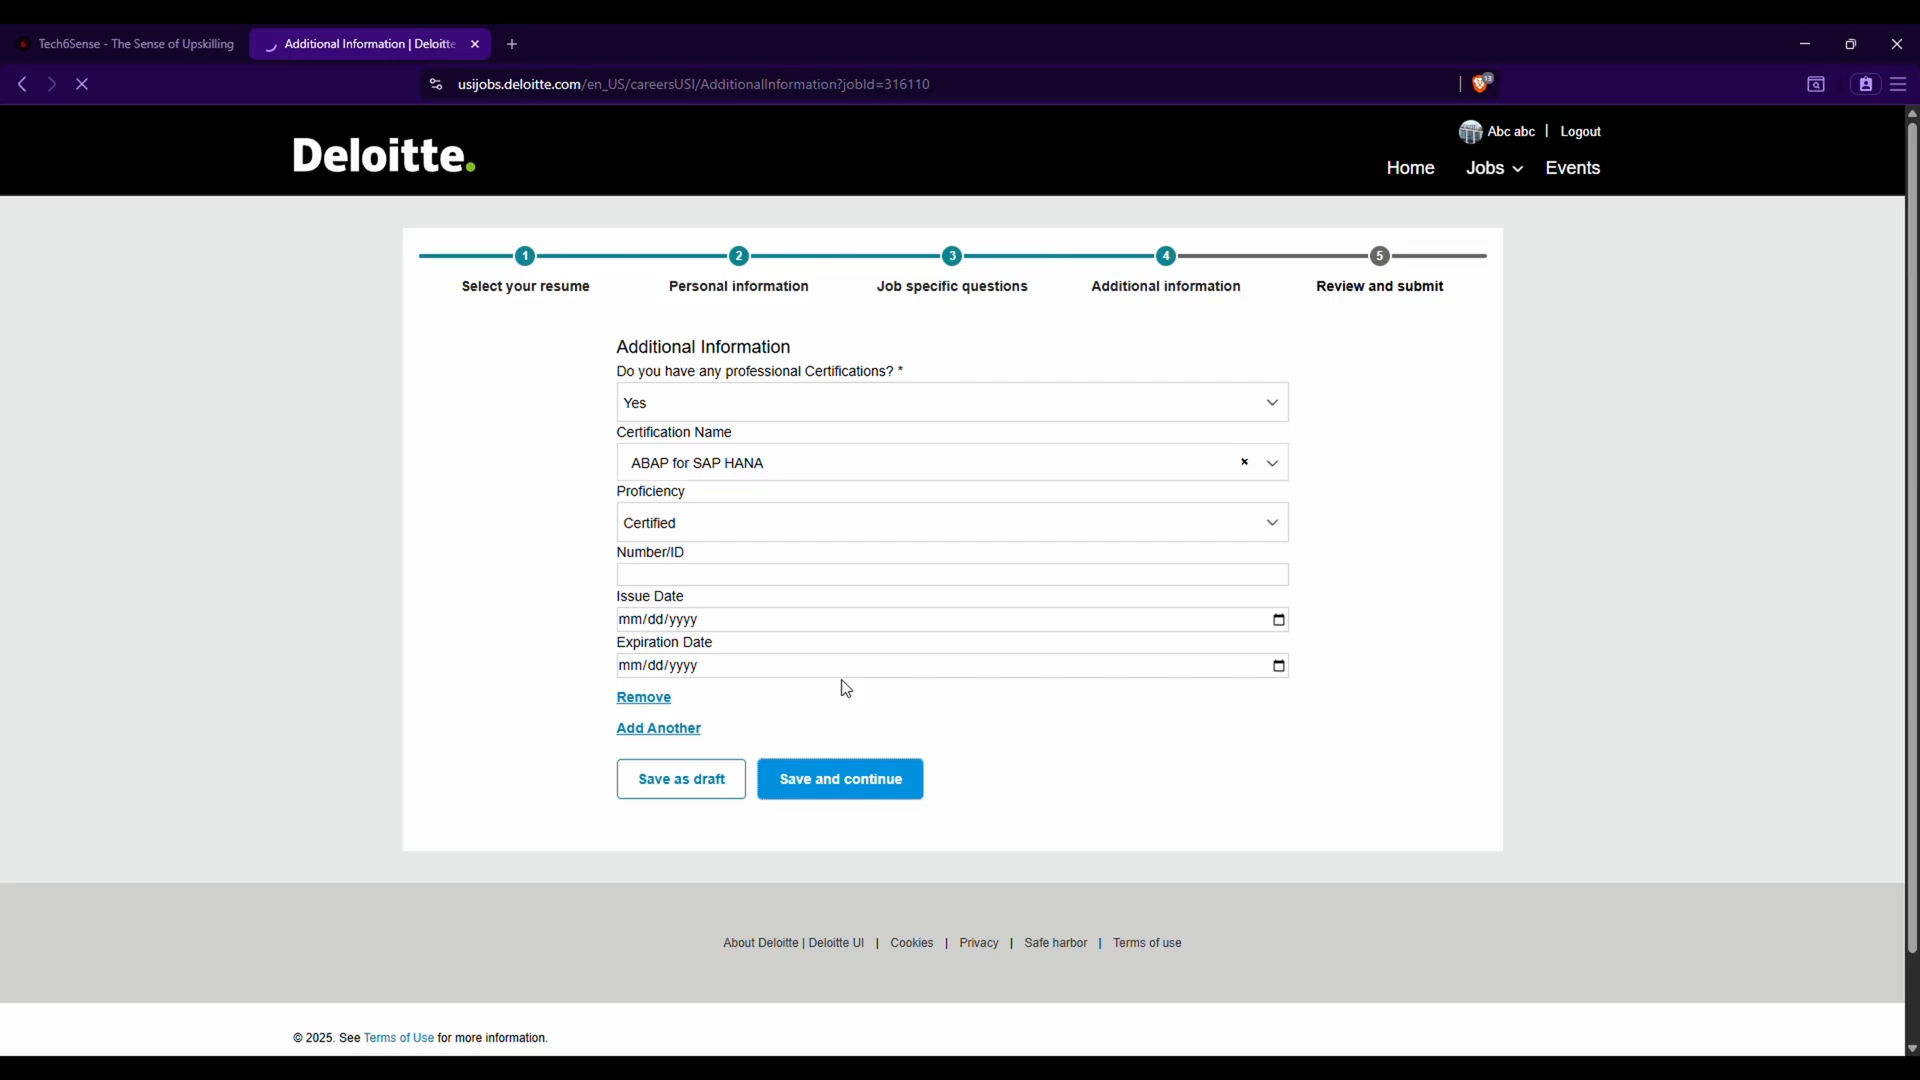 Tech6Sense - The Sense of Upskilling
Additional Information | Deloitte
usijobs.deloitte.com/en_US/careersUSI/AdditionalInformation?jobId=316110
13
Abc abc | Logout
Deloitte.
Home Jobs Events
1 2 3 4 5
Select your resume Personal information Job specific questions Additional information Review and submit
Additional Information
Do you have any professional Certifications? *
Yes
Certification Name
ABAP for SAP HANA ×
Proficiency
Certified
Number/ID
Issue Date
mm/dd/yyyy
Expiration Date
mm/dd/yyyy
Remove
Add Another
Save as draft Save and continue
About Deloitte | Deloitte UI | Cookies | Privacy | Safe harbor | Terms of use
© 2025. See Terms of Use for more information.